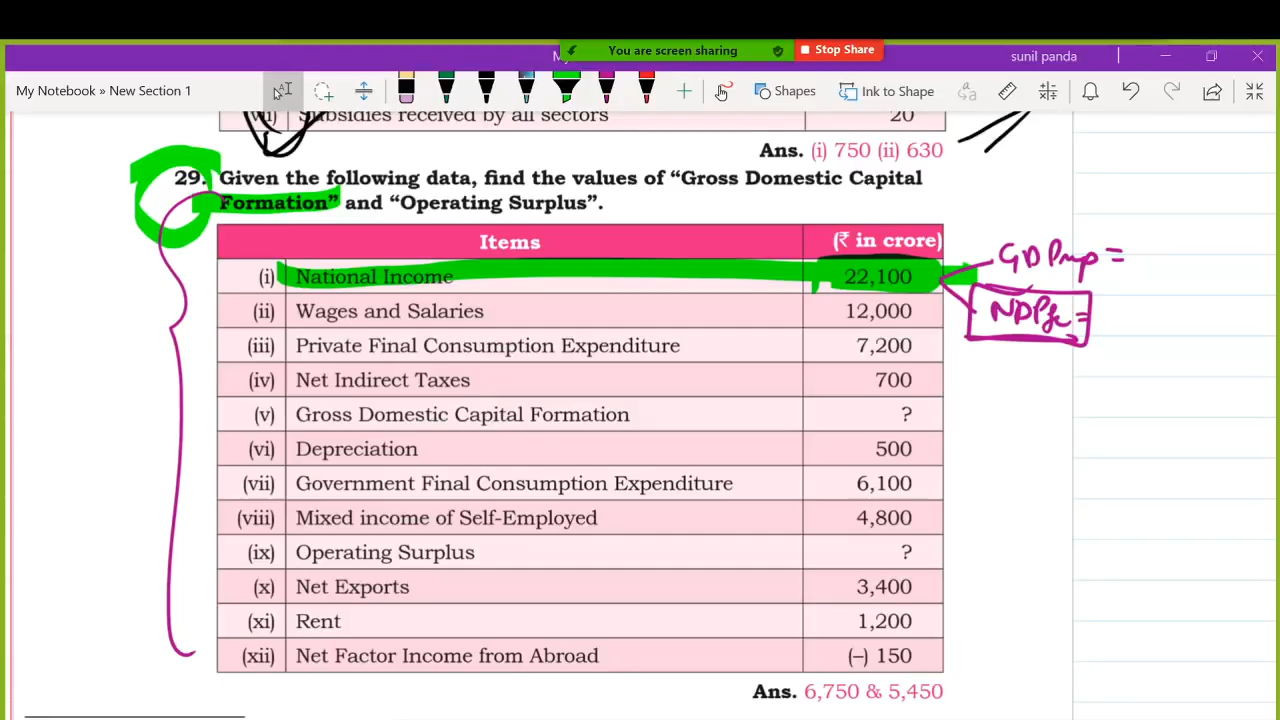 You are screen sharing
Stop Share
sunil panda
My Notebook » New Section 1
Shapes
Ink to Shape
(vii) Subsidies received by all sectors 20
Ans. (i) 750 (ii) 630
29. Given the following data, find the values of “Gross Domestic Capital
Formation” and “Operating Surplus”.
Items (₹ in crore)
(i) National Income 22,100
GDPmp =
NDPfc =
(ii) Wages and Salaries 12,000
(iii) Private Final Consumption Expenditure 7,200
(iv) Net Indirect Taxes 700
(v) Gross Domestic Capital Formation ?
(vi) Depreciation 500
(vii) Government Final Consumption Expenditure 6,100
(viii) Mixed income of Self-Employed 4,800
(ix) Operating Surplus ?
(x) Net Exports 3,400
(xi) Rent 1,200
(xii) Net Factor Income from Abroad (–) 150
Ans. 6,750 & 5,450